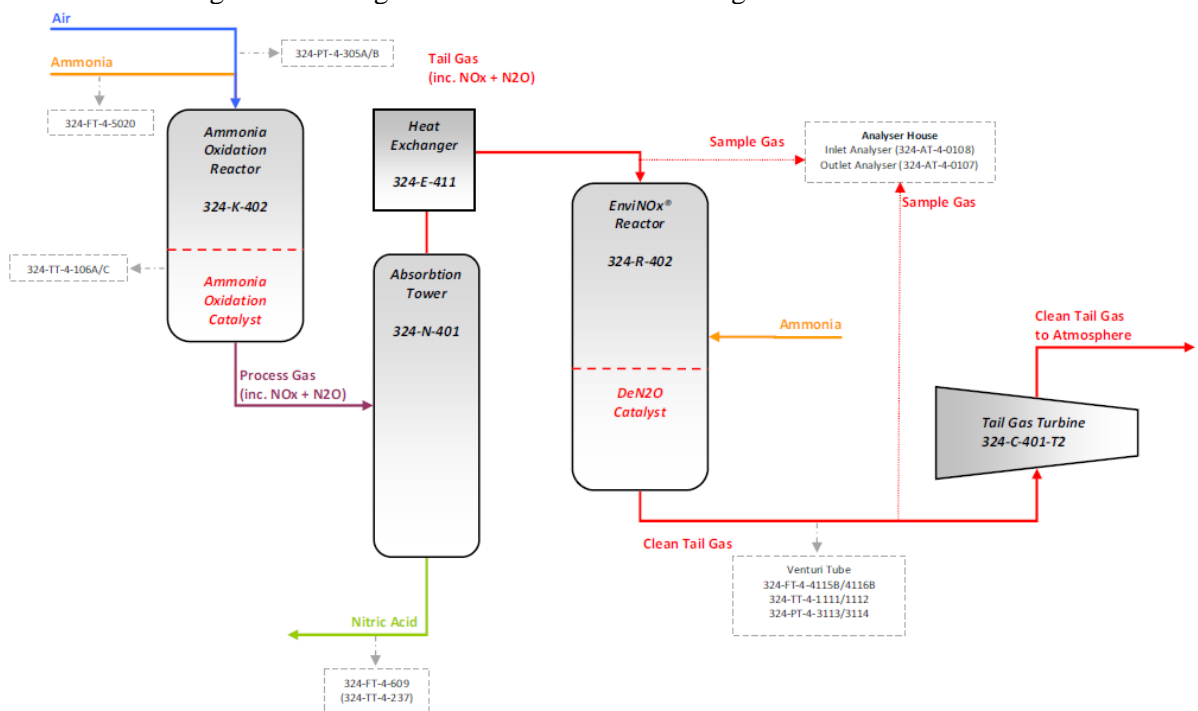 Air
324-PT-4-305A/B
Ammonia
324-FT-4-5020
Ammonia
Oxidation
Reactor
324-K-402
Ammonia
Oxidation
Catalyst
324-TT-4-106A/C
Process Gas
(inc. NOx + N2O)
Tail Gas
(inc. NOx + N2O)
Heat
Exchanger
324-E-411
Absorbtion
Tower
324-N-401
Nitric Acid
324-FT-4-609
(324-TT-4-237)
Sample Gas
Analyser House
Inlet Analyser (324-AT-4-0108)
Outlet Analyser (324-AT-4-0107)
Sample Gas
EnviNOx®
Reactor
324-R-402
Ammonia
DeN2O
Catalyst
Clean Tail Gas
Venturi Tube
324-FT-4-4115B/4116B
324-TT-4-1111/1112
324-PT-4-3113/3114
Clean Tail Gas
to Atmosphere
Tail Gas Turbine
324-C-401-T2